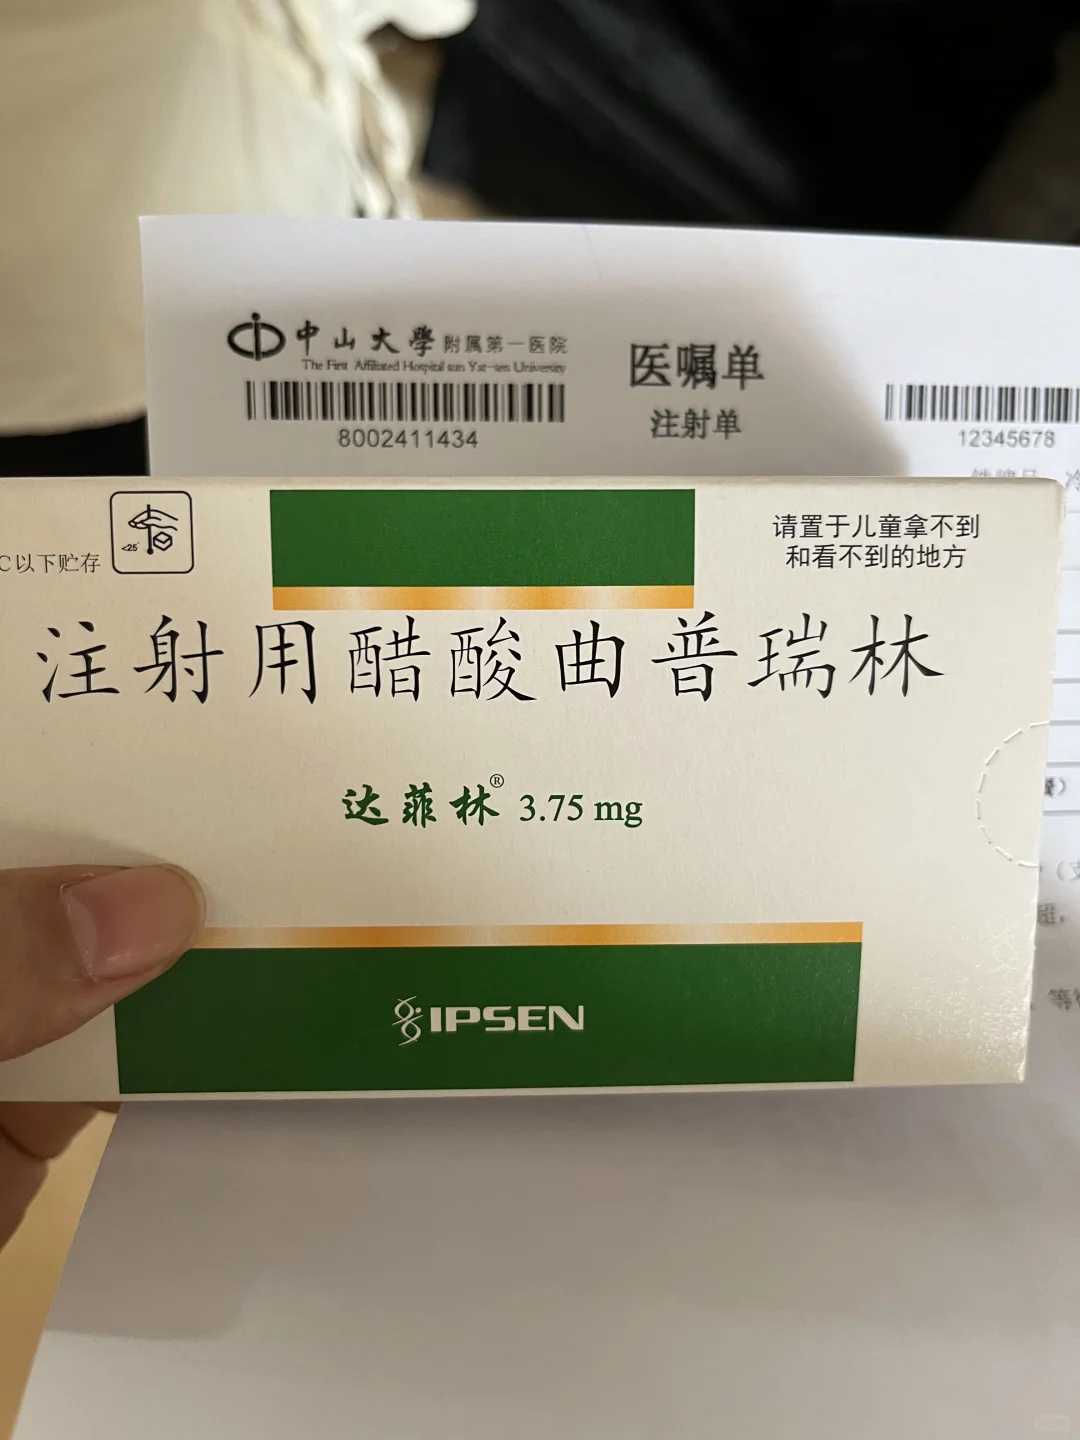 中山大學附属第一医院
The First Affiliated Hospital sun Yat-sen University
8002411434
医嘱单
注射单
12345678
<25°
C以下贮存
请置于儿童拿不到
和看不到的地方
注射用醋酸曲普瑞林
达菲林® 3.75 mg
IPSEN